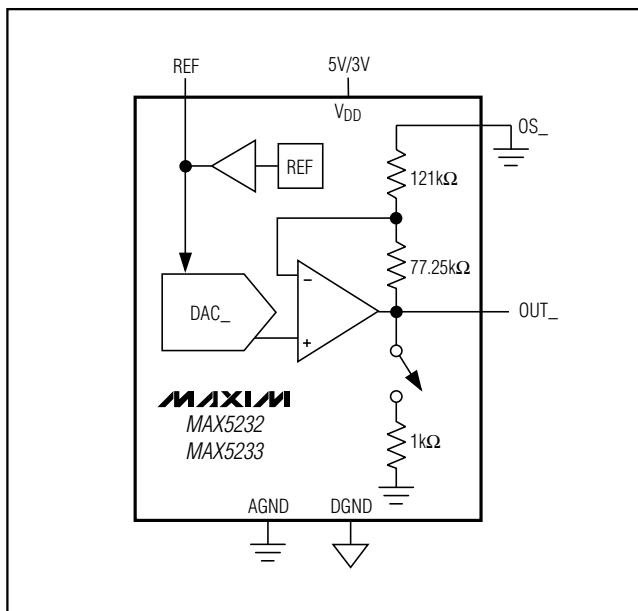 REF
5V/3V
VDD
OS_
REF
121kΩ
77.25kΩ
−
DAC_
OUT_
+
MAXIM
MAX5232
MAX5233
1kΩ
AGND
DGND